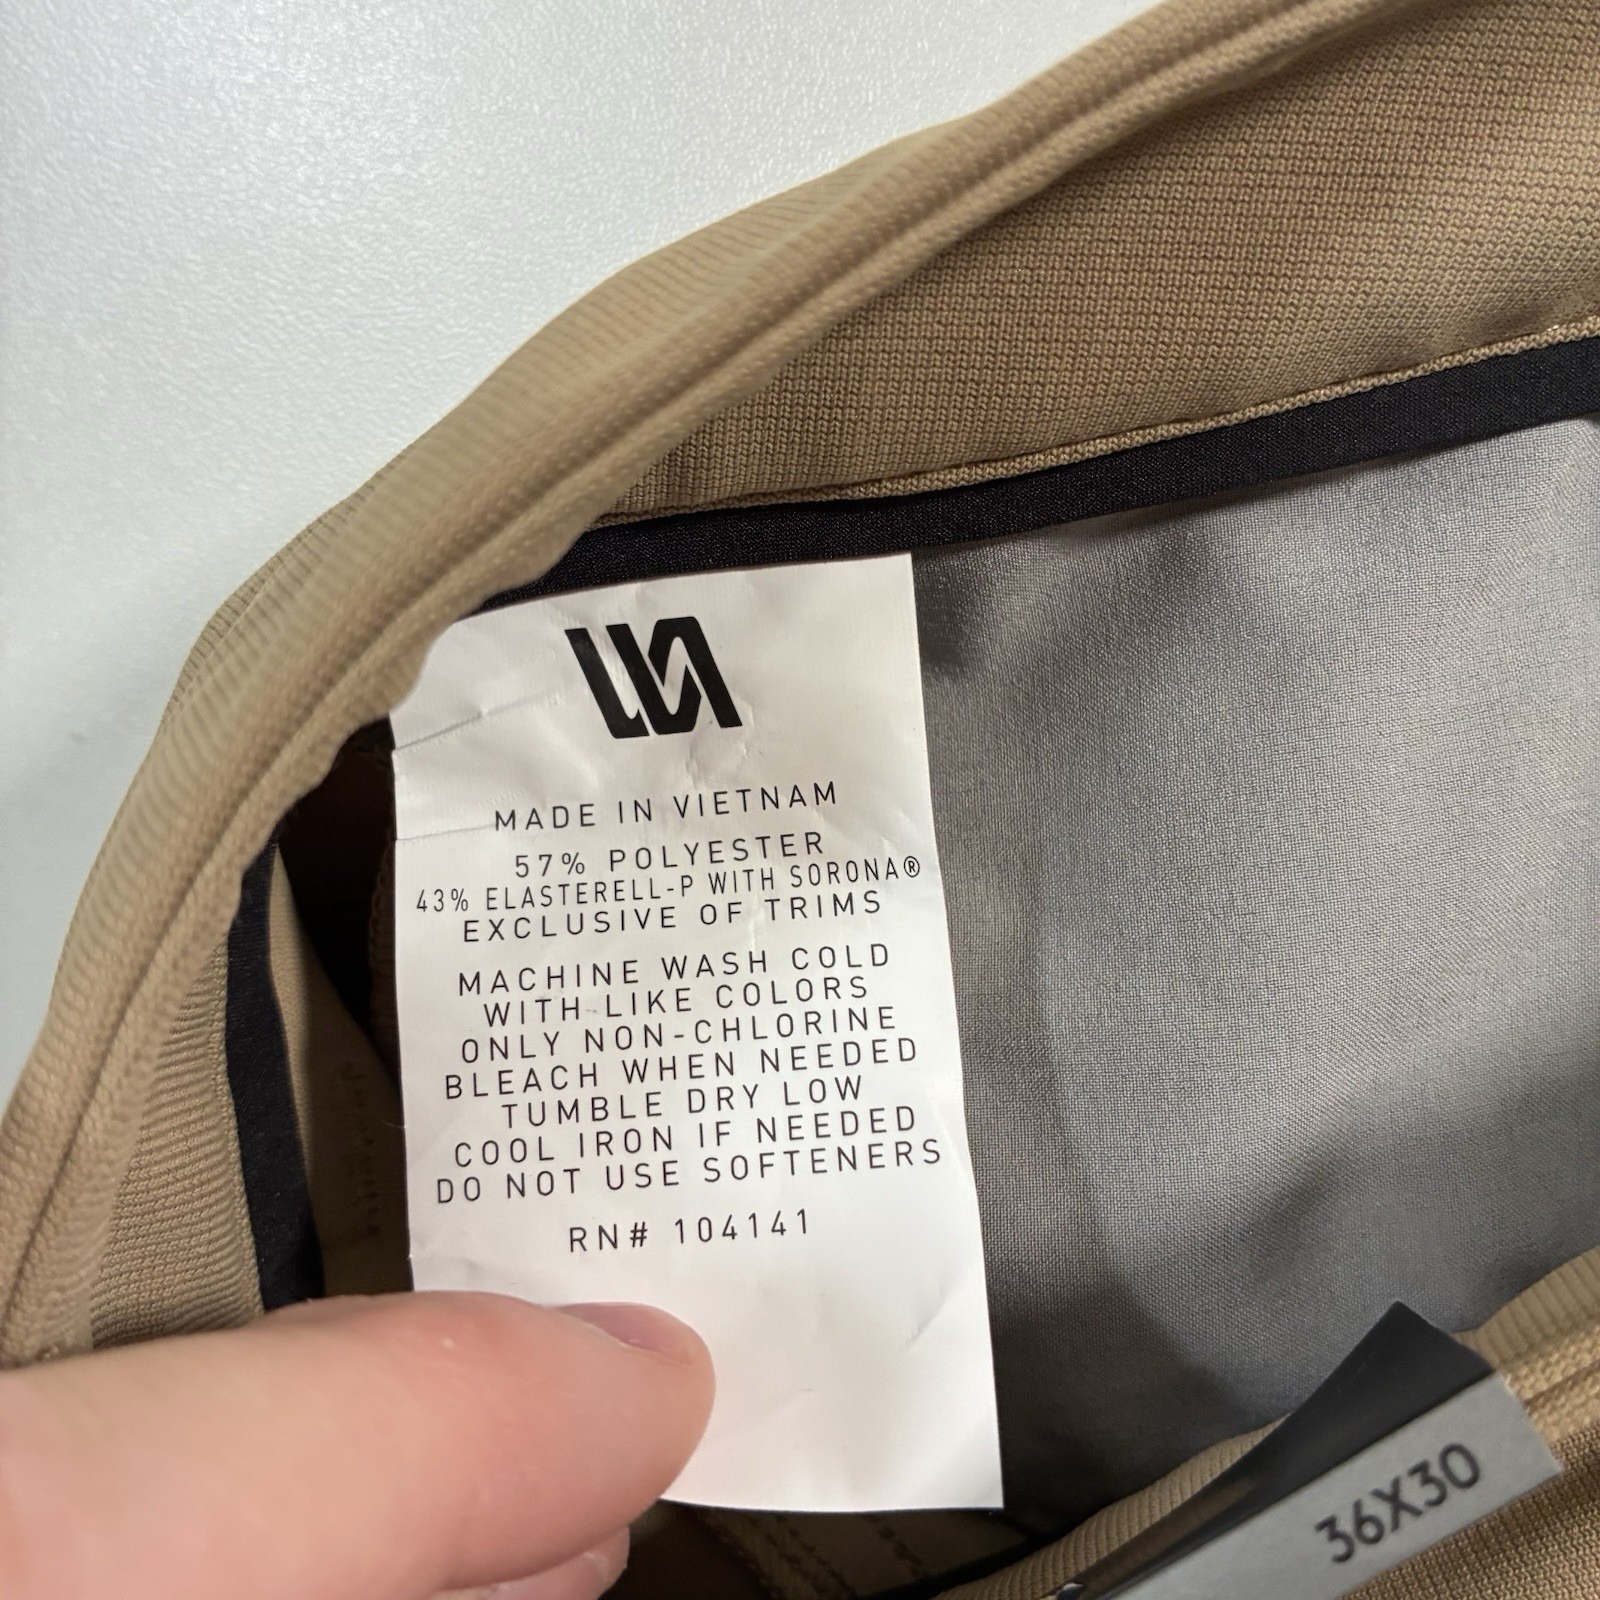 MADE IN VIETNAM
57% POLYESTER
43% ELASTERELL-P WITH SORONA®
EXCLUSIVE OF TRIMS
MACHINE WASH COLD
WITH LIKE COLORS
ONLY NON-CHLORINE
BLEACH WHEN NEEDED
TUMBLE DRY LOW
COOL IRON IF NEEDED
DO NOT USE SOFTENERS
RN# 104141
36X30